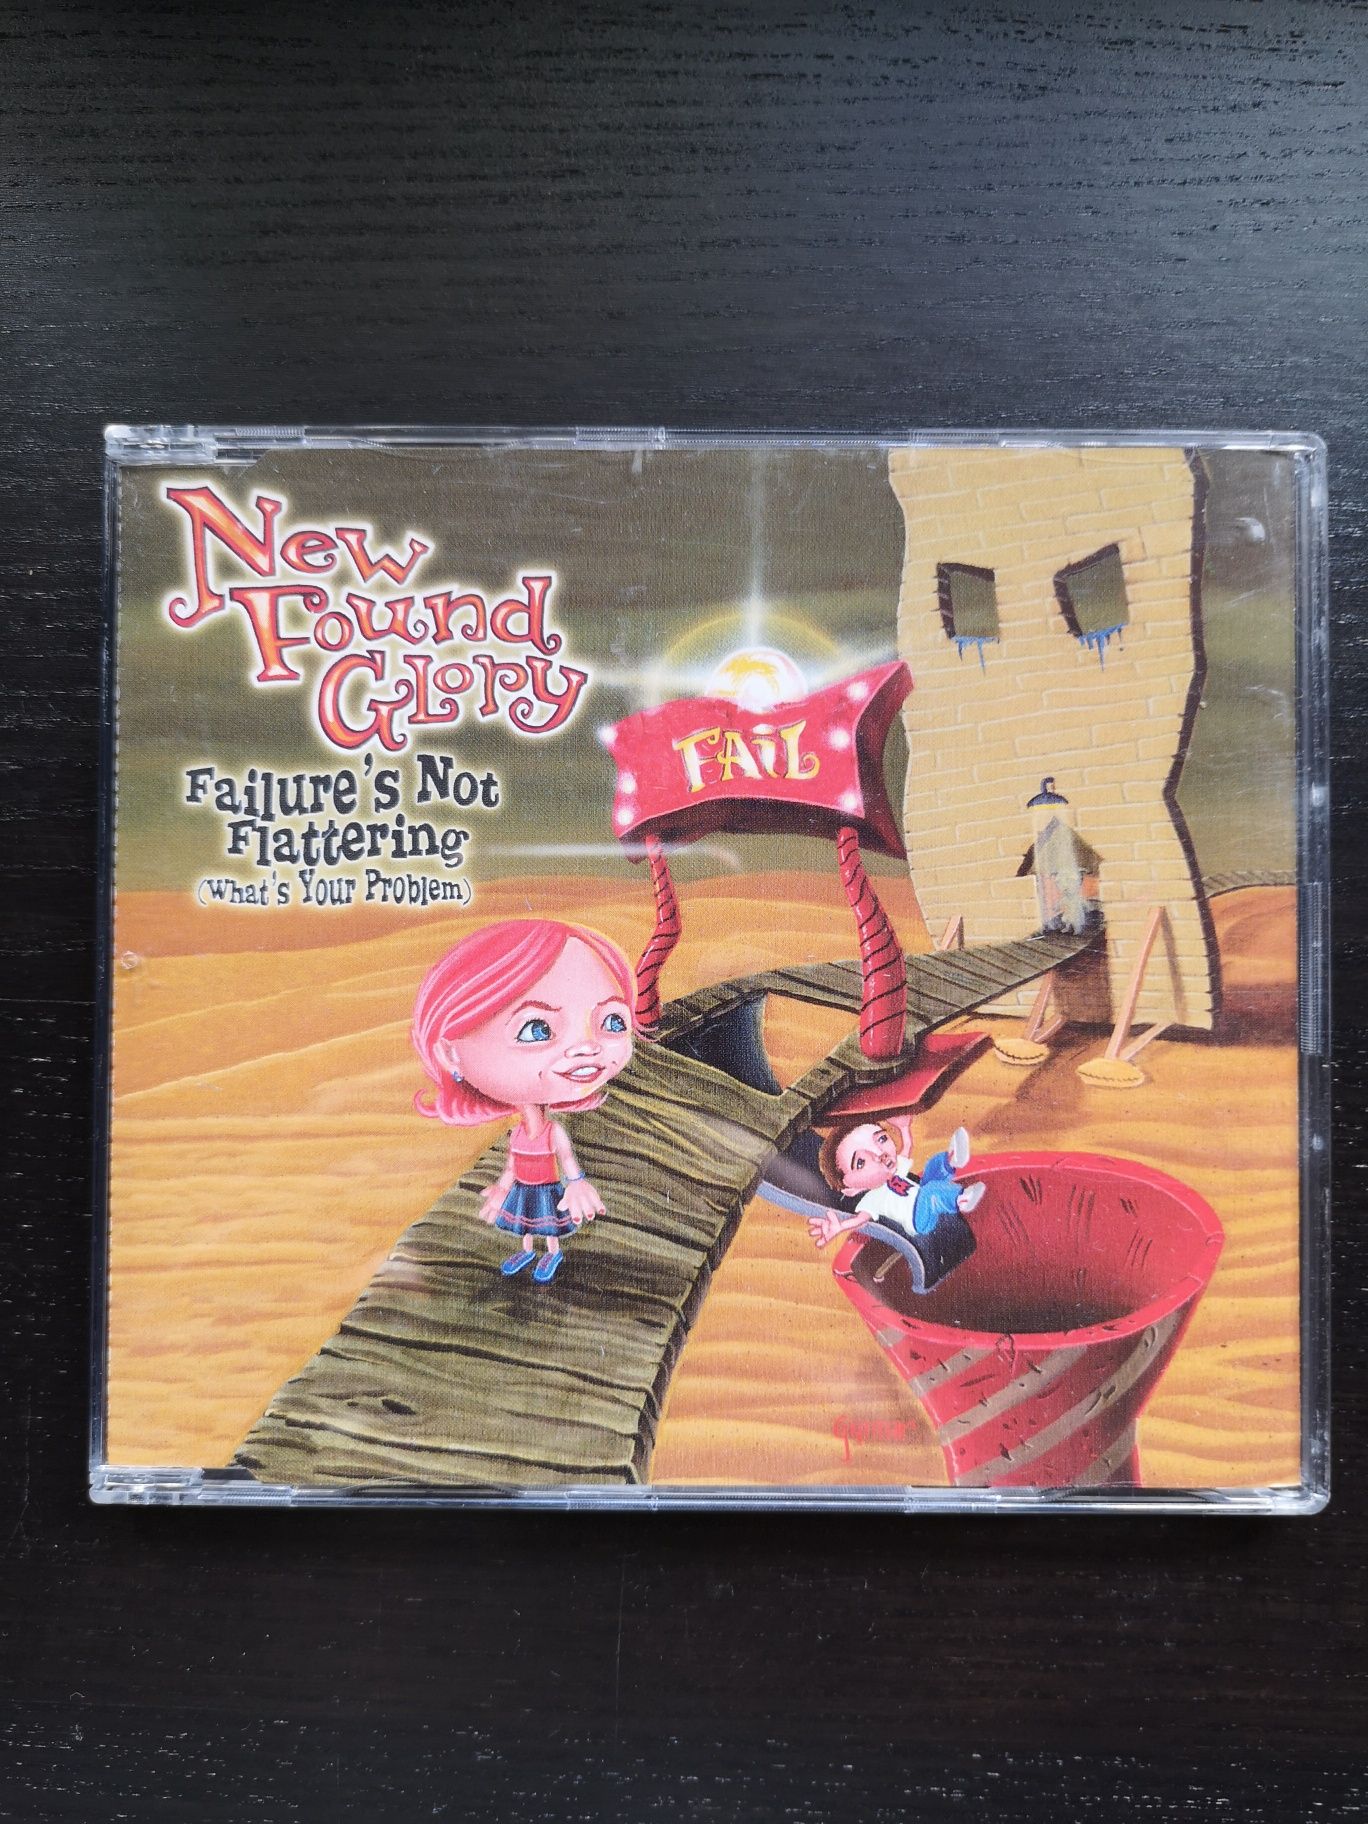 New
Found
Glory
Failure's Not
Flattering
(What's Your Problem)
FAiL